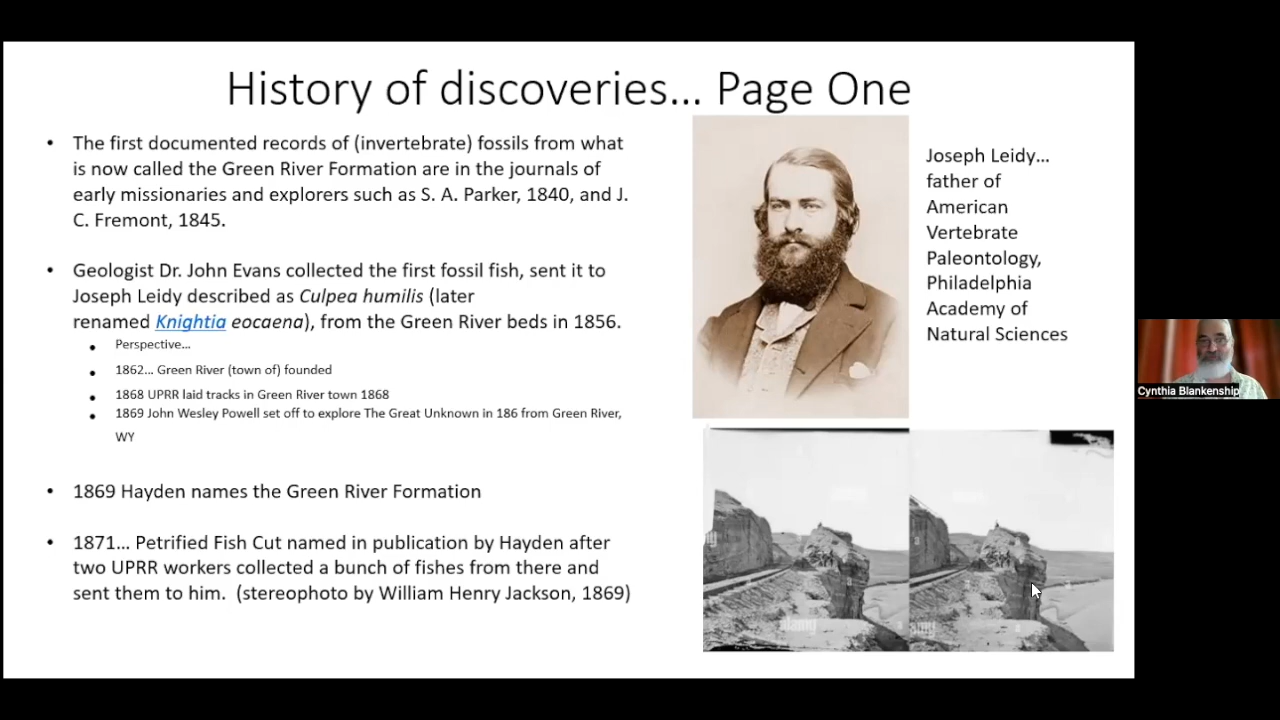 History of discoveries... Page One
• The first documented records of (invertebrate) fossils from what
is now called the Green River Formation are in the journals of
early missionaries and explorers such as S. A. Parker, 1840, and J.
C. Fremont, 1845.
• Geologist Dr. John Evans collected the first fossil fish, sent it to
Joseph Leidy described as Culpea humilis (later
renamed Knightia eocaena), from the Green River beds in 1856.
• Perspective...
• 1862... Green River (town of) founded
• 1868 UPRR laid tracks in Green River town 1868
• 1869 John Wesley Powell set off to explore The Great Unknown in 186 from Green River,
WY
• 1869 Hayden names the Green River Formation
• 1871... Petrified Fish Cut named in publication by Hayden after
two UPRR workers collected a bunch of fishes from there and
sent them to him.  (stereophoto by William Henry Jackson, 1869)
Joseph Leidy...
father of
American
Vertebrate
Paleontology,
Philadelphia
Academy of
Natural Sciences
alamy
Cynthia Blankenship